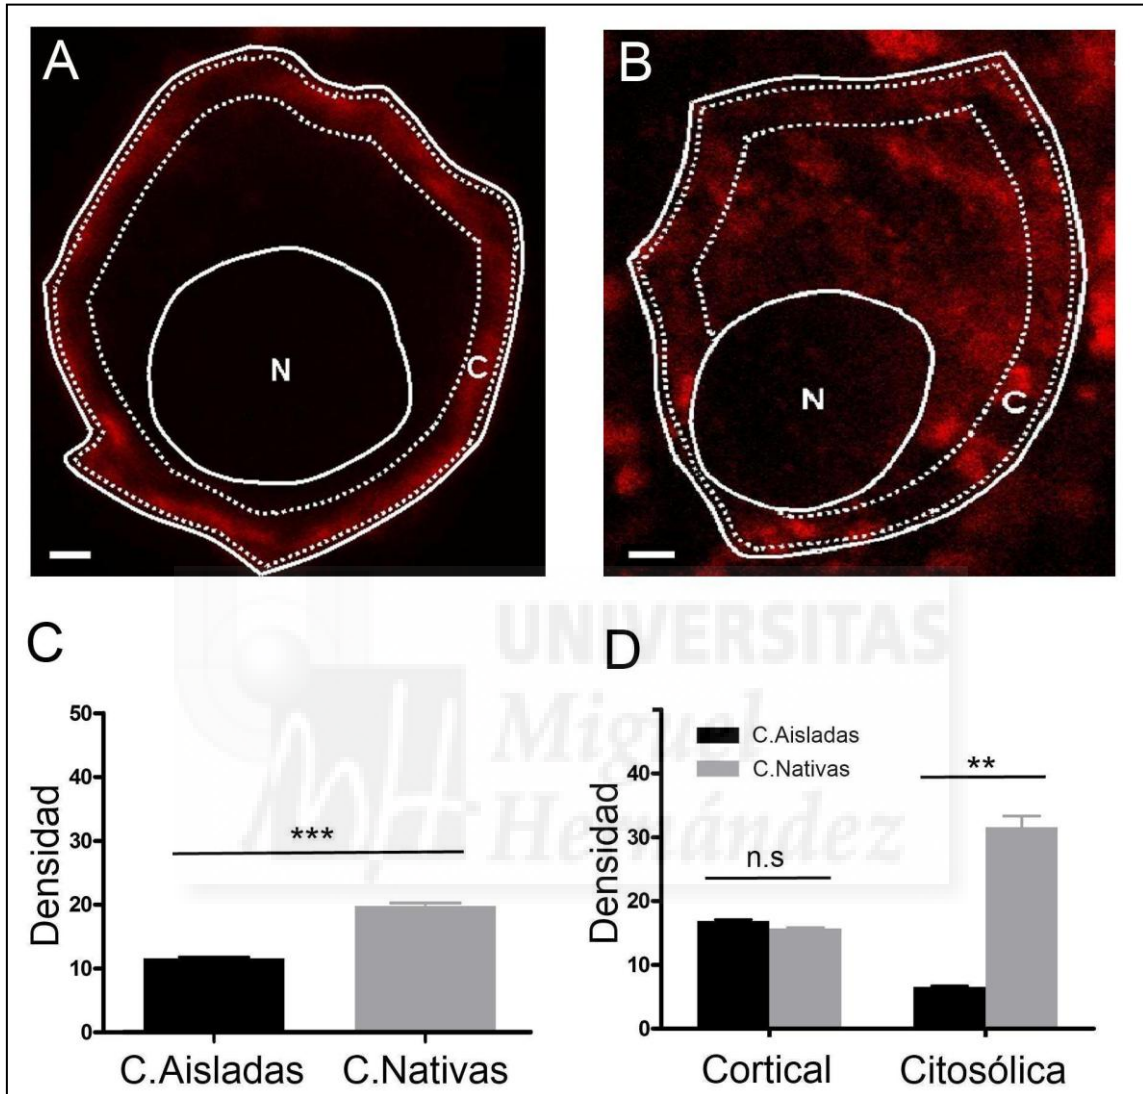 A
B
N
C
N
C
UNIVERSITAS
Miguel
Hernández
C
D
50
40
30
20
10
0
Densidad
***
C.Aisladas
C.Nativas
C.Aisladas
C.Nativas
40
30
20
10
0
Densidad
n.s
**
Cortical
Citosólica